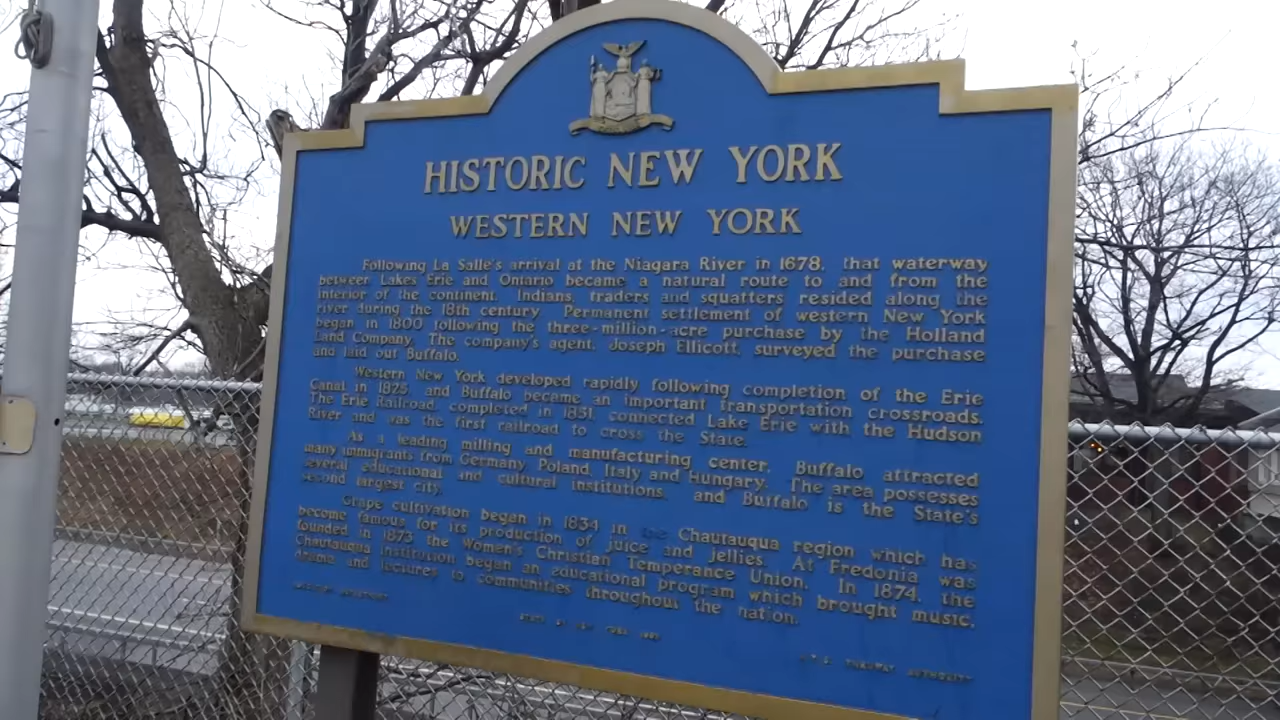 HISTORIC NEW YORK
WESTERN NEW YORK
Following La Salle's arrival at the Niagara River in 1678, that waterway
between Lakes Erie and Ontario became a natural route to and from the
interior of the continent. Indians, traders and squatters resided along the
river during the 18th century. Permanent settlement of western New York
began in 1800 following the three-million-acre purchase by the Holland
Land Company. The company's agent, Joseph Ellicott, surveyed the purchase
and laid out Buffalo.
Western New York developed rapidly following completion of the Erie
Canal in 1825, and Buffalo became an important transportation crossroads.
The Erie Railroad, completed in 1851, connected Lake Erie with the Hudson
River and was the first railroad to cross the State.
As a leading milling and manufacturing center, Buffalo attracted
many immigrants from Germany, Poland, Italy and Hungary. The area possesses
several educational and cultural institutions, and Buffalo is the State's
second largest city.
Grape cultivation began in 1834 in the Chautauqua region which has
become famous for its production of juice and jellies. At Fredonia was
founded in 1873 the Women's Christian Temperance Union. In 1874, the
Chautauqua Institution began an educational program which brought music,
drama and lectures to communities throughout the nation.
STATE OF NEW YORK
THRUWAY AUTHORITY